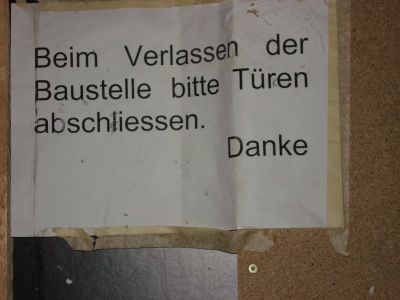 Beim Verlassen der
Baustelle bitte Türen
abschliessen.
Danke